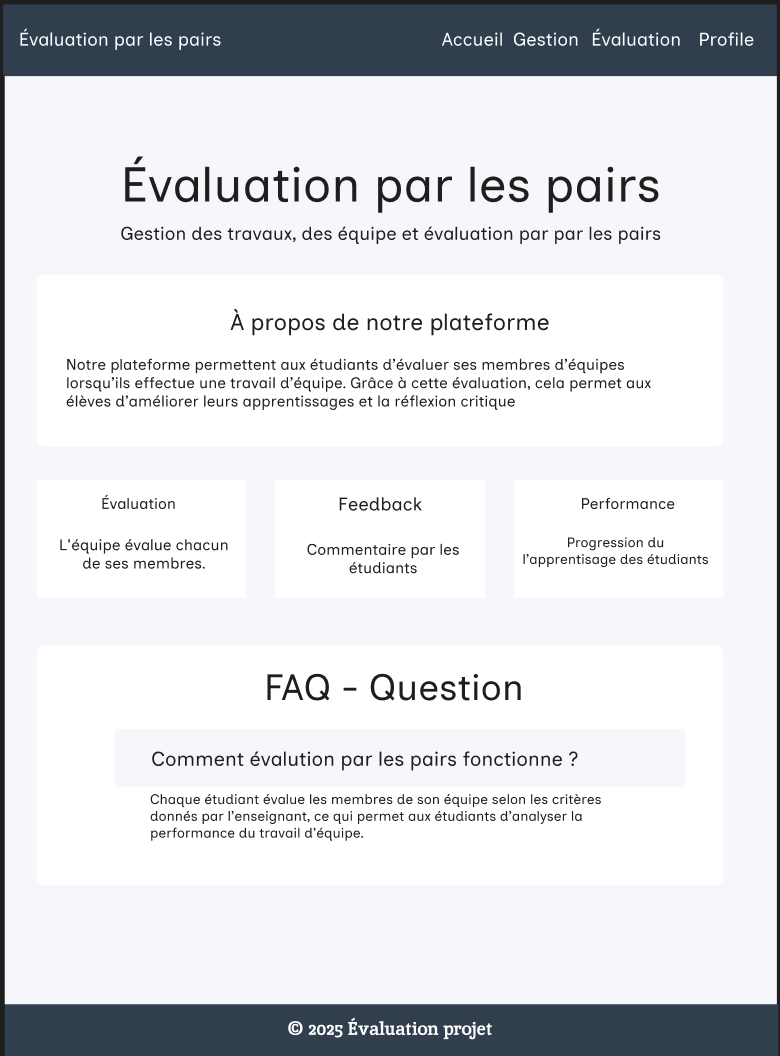 Évaluation par les pairs Accueil Gestion Évaluation Profile
Évaluation par les pairs
Gestion des travaux, des équipe et évaluation par par les pairs
À propos de notre plateforme
Notre plateforme permettent aux étudiants d’évaluer ses membres d’équipes
lorsqu’ils effectue une travail d’équipe. Grâce à cette évaluation, cela permet aux
élèves d’améliorer leurs apprentissages et la réflexion critique
Évaluation
L'équipe évalue chacun
de ses membres.
Feedback
Commentaire par les
étudiants
Performance
Progression du
l’apprentisage des étudiants
FAQ - Question
Comment évalution par les pairs fonctionne ?
Chaque étudiant évalue les membres de son équipe selon les critères
donnés par l’enseignant, ce qui permet aux étudiants d’analyser la
performance du travail d’équipe.
© 2025 Évaluation projet